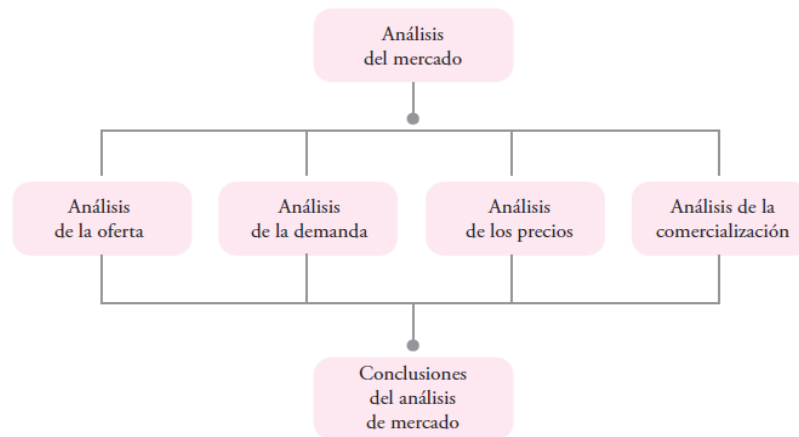 Análisis
del mercado
Análisis
de la oferta
Análisis
de la demanda
Análisis
de los precios
Análisis de la
comercialización
Conclusiones
del análisis
de mercado